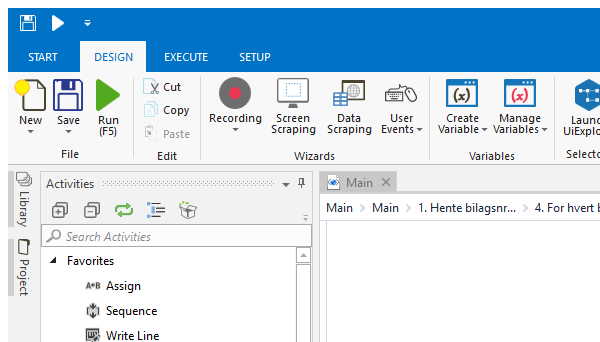 START DESIGN EXECUTE SETUP
New
Save
Run
(F5)
File
Cut
Copy
Paste
Edit
Recording
Screen
Scraping
Data
Scraping
User
Events
Wizards
Create
Variable
Manage
Variables
Variables
Laun
UiExplo
Selecto
Library
Project
Activities
Search Activities
Favorites
A+B Assign
Sequence
Write Line
Main
Main > Main > 1. Hente bilagsnr... > 4. For hvert b